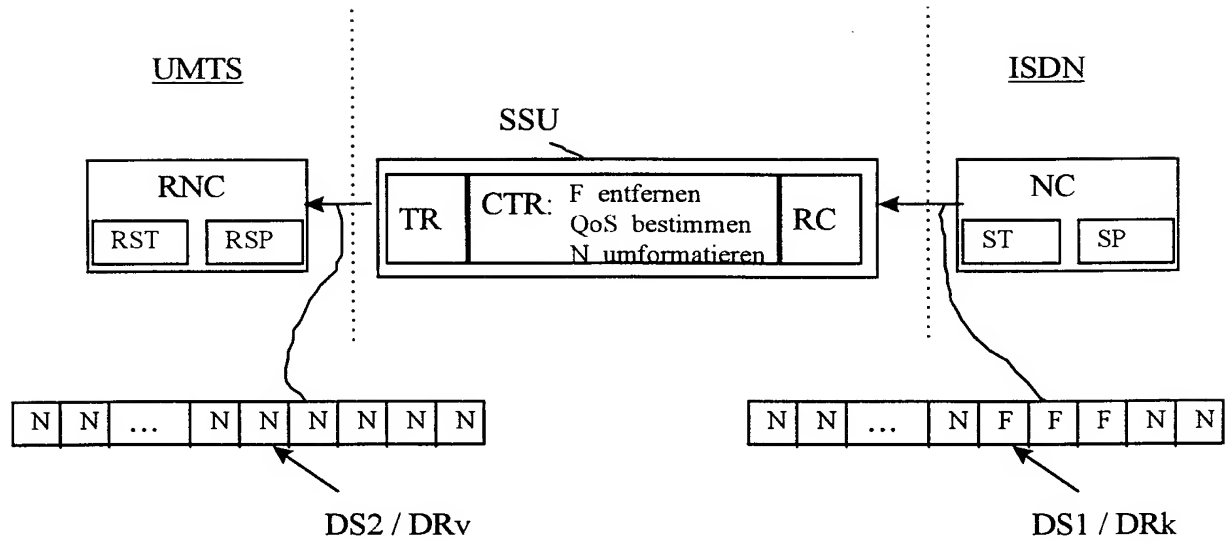 UMTS
ISDN
SSU
RNC
RST
RSP
TR
CTR: F entfernen
QoS bestimmen
N umformatieren
RC
NC
ST
SP
N N ... N N N N N N
N N ... N F F F N N
DS2 / DRv
DS1 / DRk